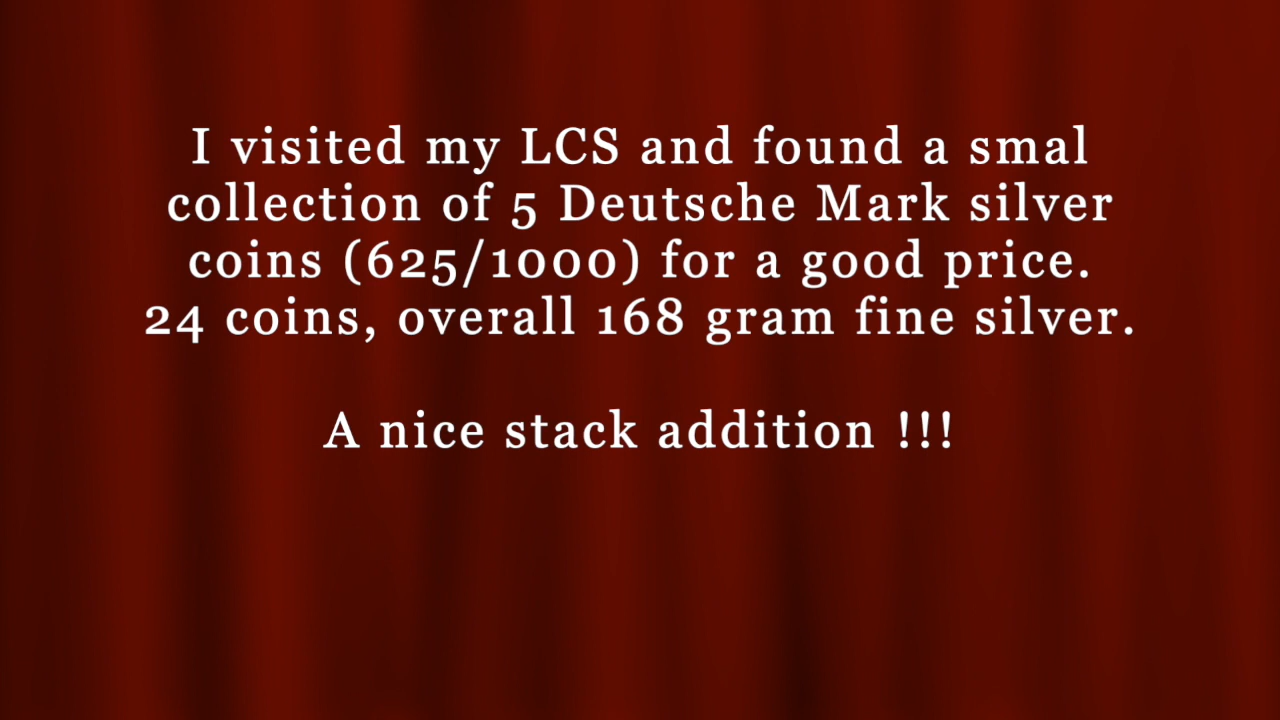 I visited my LCS and found a smal
collection of 5 Deutsche Mark silver
coins (625/1000) for a good price.
24 coins, overall 168 gram fine silver.
A nice stack addition !!!